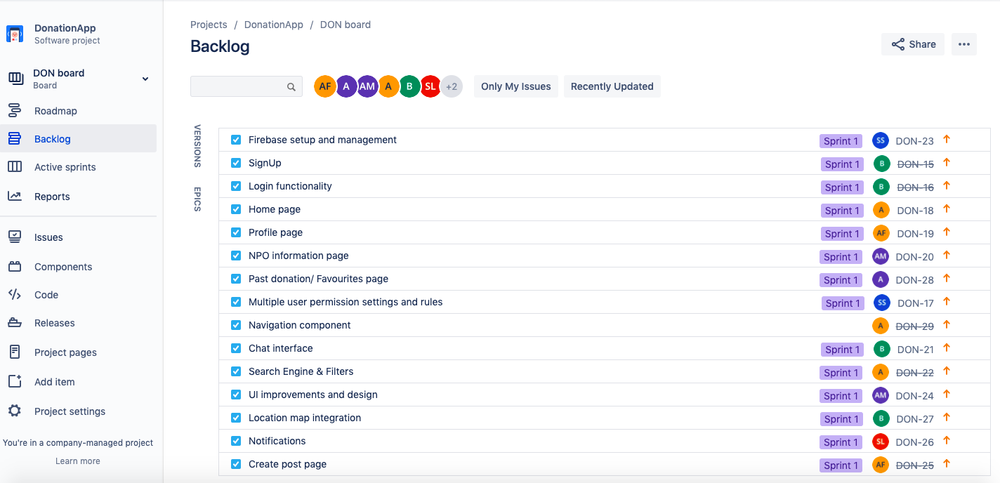 DonationApp
Software project
DON board
Board
Roadmap
Backlog
Active sprints
Reports
Issues
Components
Code
Releases
Project pages
Add item
Project settings
You're in a company-managed project
Learn more
Projects / DonationApp / DON board
Backlog
Share
AF A AM A B SL +2 Only My Issues Recently Updated
VERSIONS
EPICS
Firebase setup and management Sprint 1 SS DON-23
SignUp Sprint 1 B DON-15
Login functionality Sprint 1 B DON-16
Home page Sprint 1 A DON-18
Profile page Sprint 1 AF DON-19
NPO information page Sprint 1 AM DON-20
Past donation/ Favourites page Sprint 1 A DON-28
Multiple user permission settings and rules Sprint 1 SS DON-17
Navigation component A DON-29
Chat interface Sprint 1 B DON-21
Search Engine & Filters Sprint 1 A DON-22
UI improvements and design Sprint 1 AM DON-24
Location map integration Sprint 1 B DON-27
Notifications Sprint 1 SL DON-26
Create post page Sprint 1 AF DON-25